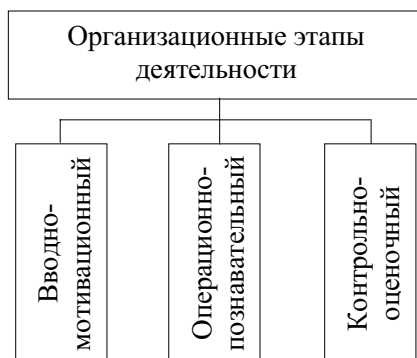 Организационные этапы
деятельности
Вводно-
мотивационный
Операционно-
познавательный
Контрольно-
оценочный